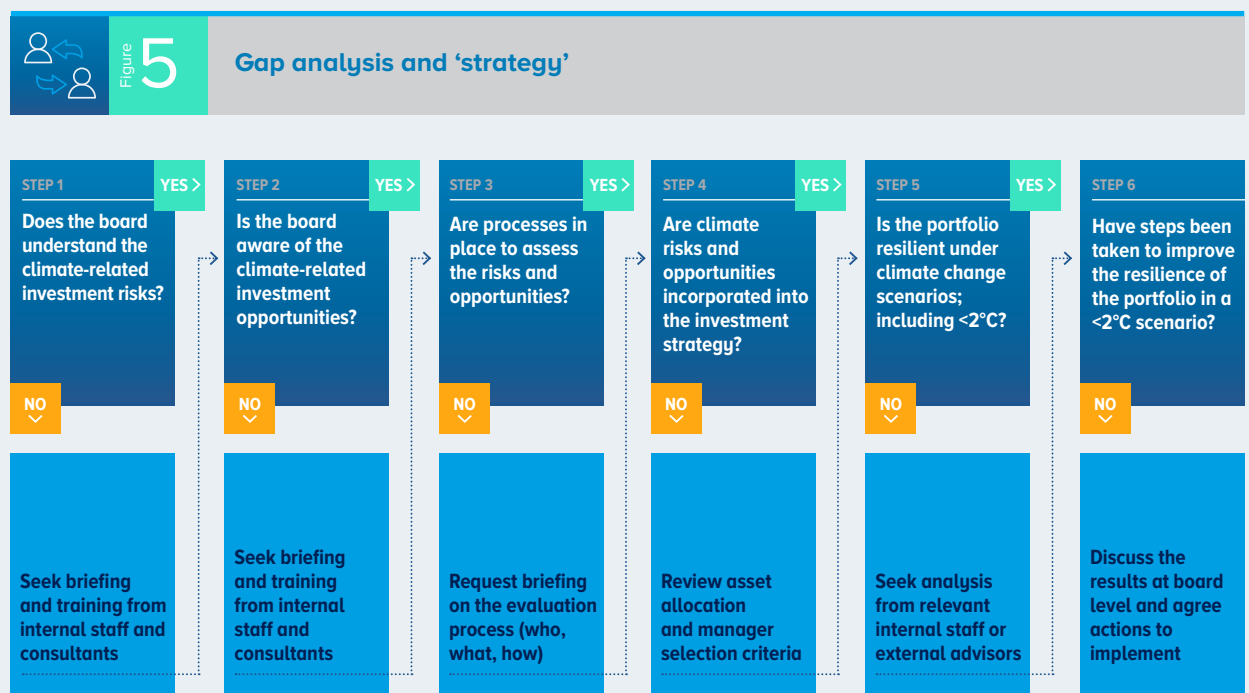 Figure 5
Gap analysis and ‘strategy’
STEP 1
YES >
Does the board
understand the
climate-related
investment risks?
NO
Seek briefing
and training from
internal staff and
consultants
STEP 2
YES >
Is the board
aware of the
climate-related
investment
opportunities?
NO
Seek briefing
and training
from internal
staff and
consultants
STEP 3
YES >
Are processes in
place to assess
the risks and
opportunities?
NO
Request briefing
on the evaluation
process (who,
what, how)
STEP 4
YES >
Are climate
risks and
opportunities
incorporated into
the investment
strategy?
NO
Review asset
allocation
and manager
selection criteria
STEP 5
YES >
Is the portfolio
resilient under
climate change
scenarios;
including <2°C?
NO
Seek analysis
from relevant
internal staff or
external advisors
STEP 6
Have steps been
taken to improve
the resilience of
the portfolio in a
<2°C scenario?
NO
Discuss the
results at board
level and agree
actions to
implement